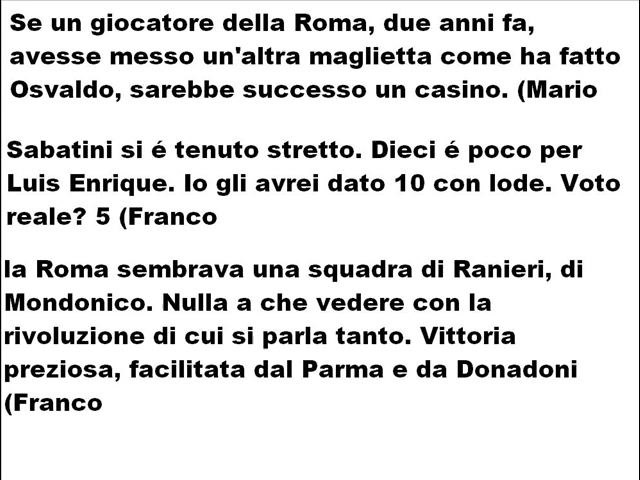 Se un giocatore della Roma, due anni fa,
avesse messo un'altra maglietta come ha fatto
Osvaldo, sarebbe successo un casino. (Mario
Sabatini si é tenuto stretto. Dieci é poco per
Luis Enrique. Io gli avrei dato 10 con lode. Voto
reale? 5 (Franco
la Roma sembrava una squadra di Ranieri, di
Mondonico. Nulla a che vedere con la
rivoluzione di cui si parla tanto. Vittoria
preziosa, facilitata dal Parma e da Donadoni
(Franco